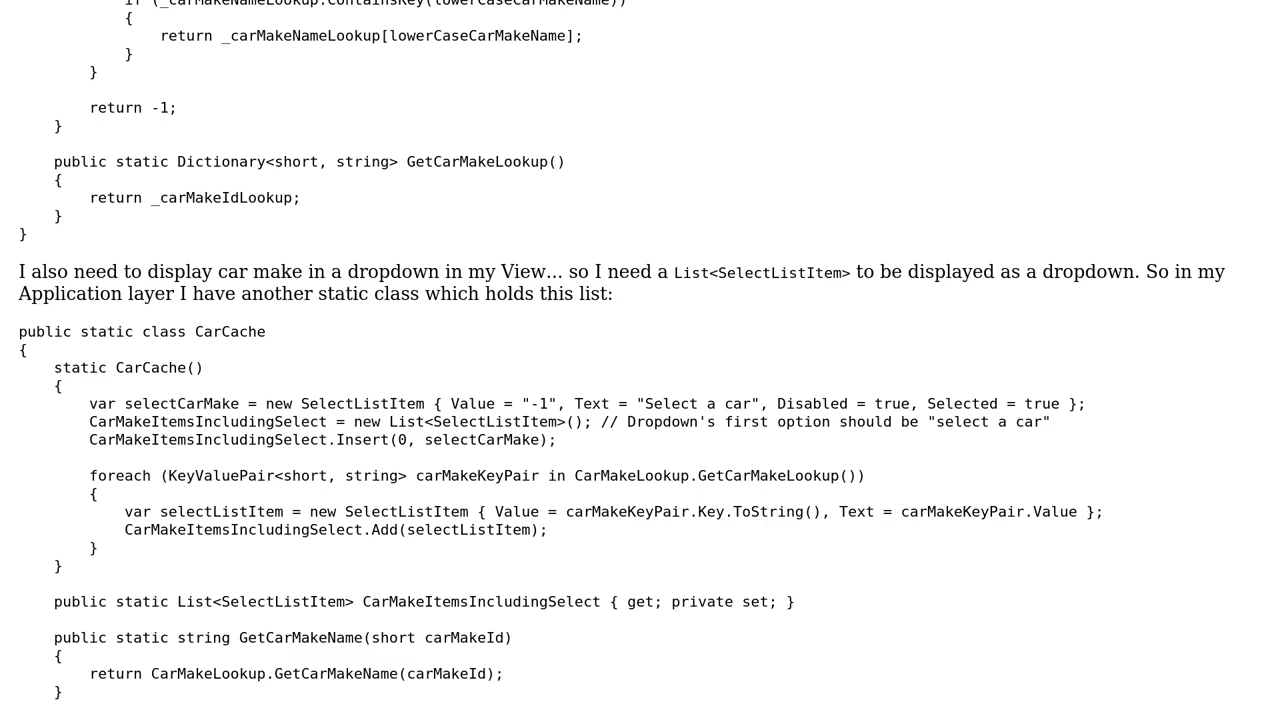 if (_carMakeNameLookup.ContainsKey(lowerCaseCarMakeName))
            {
                return _carMakeNameLookup[lowerCaseCarMakeName];
            }
        }

        return -1;
    }

    public static Dictionary<short, string> GetCarMakeLookup()
    {
        return _carMakeIdLookup;
    }
}
I also need to display car make in a dropdown in my View... so I need a List<SelectListItem> to be displayed as a dropdown. So in my
Application layer I have another static class which holds this list:
public static class CarCache
{
    static CarCache()
    {
        var selectCarMake = new SelectListItem { Value = "-1", Text = "Select a car", Disabled = true, Selected = true };
        CarMakeItemsIncludingSelect = new List<SelectListItem>(); // Dropdown's first option should be "select a car"
        CarMakeItemsIncludingSelect.Insert(0, selectCarMake);

        foreach (KeyValuePair<short, string> carMakeKeyPair in CarMakeLookup.GetCarMakeLookup())
        {
            var selectListItem = new SelectListItem { Value = carMakeKeyPair.Key.ToString(), Text = carMakeKeyPair.Value };
            CarMakeItemsIncludingSelect.Add(selectListItem);
        }
    }

    public static List<SelectListItem> CarMakeItemsIncludingSelect { get; private set; }

    public static string GetCarMakeName(short carMakeId)
    {
        return CarMakeLookup.GetCarMakeName(carMakeId);
    }